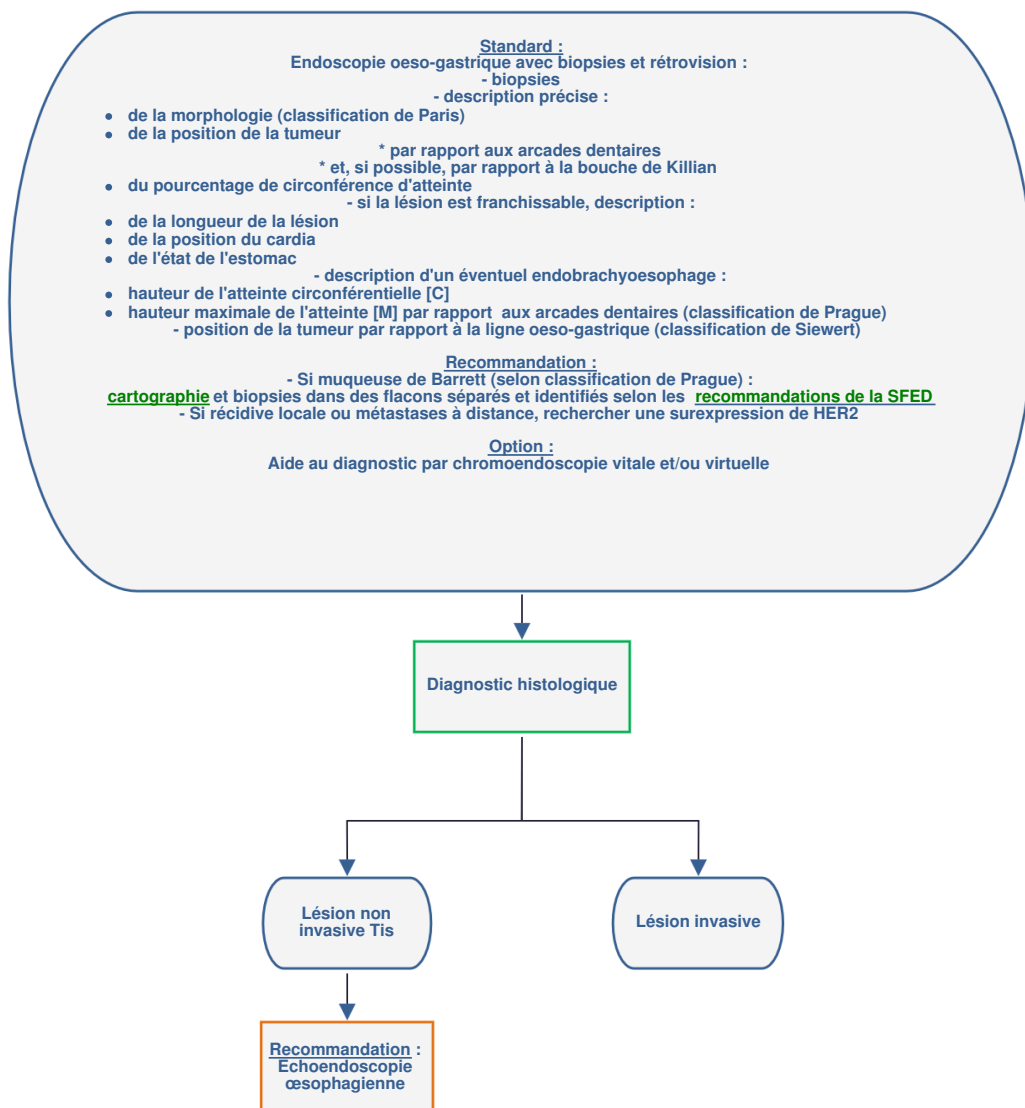 Standard :
Endoscopie oeso-gastrique avec biopsies et rétrovision :
- biopsies
- description précise :
• de la morphologie (classification de Paris)
• de la position de la tumeur
* par rapport aux arcades dentaires
* et, si possible, par rapport à la bouche de Killian
• du pourcentage de circonférence d'atteinte
- si la lésion est franchissable, description :
• de la longueur de la lésion
• de la position du cardia
• de l'état de l'estomac
- description d'un éventuel endobrachyoesophage :
• hauteur de l'atteinte circonférentielle [C]
• hauteur maximale de l'atteinte [M] par rapport aux arcades dentaires (classification de Prague)
- position de la tumeur par rapport à la ligne oeso-gastrique (classification de Siewert)
Recommandation :
- Si muqueuse de Barrett (selon classification de Prague) :
cartographie et biopsies dans des flacons séparés et identifiés selon les recommandations de la SFED
- Si récidive locale ou métastases à distance, rechercher une surexpression de HER2
Option :
Aide au diagnostic par chromoendoscopie vitale et/ou virtuelle
Diagnostic histologique
Lésion non
invasive Tis
Lésion invasive
Recommandation :
Echoendoscopie
œsophagienne